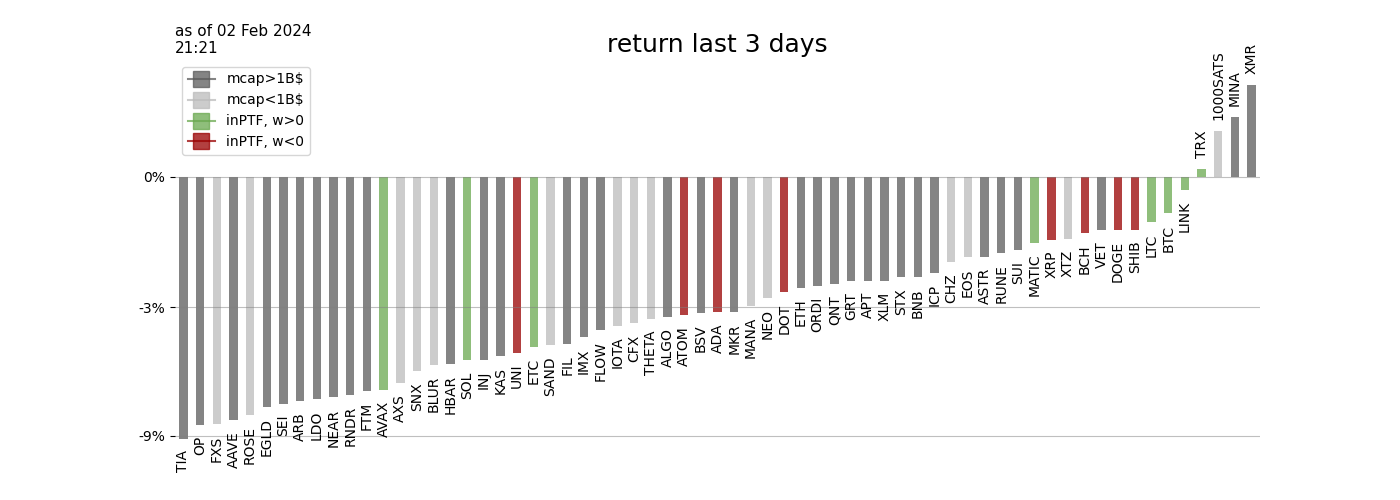 as of 02 Feb 2024
21:21
return last 3 days
mcap>1B$
mcap<1B$
inPTF, w>0
inPTF, w<0
0%
-3%
-9%
TIA
OP
FXS
AAVE
ROSE
EGLD
SEI
ARB
LDO
NEAR
RNDR
FTM
AVAX
AXS
SNX
BLUR
HBAR
SOL
INJ
KAS
UNI
ETC
SAND
FIL
IMX
FLOW
IOTA
CFX
THETA
ALGO
ATOM
BSV
ADA
MKR
MANA
NEO
DOT
ETH
ORDI
QNT
GRT
APT
XLM
STX
BNB
ICP
CHZ
EOS
ASTR
RUNE
SUI
MATIC
XRP
XTZ
BCH
VET
DOGE
SHIB
LTC
BTC
LINK
TRX
1000SATS
MINA
XMR